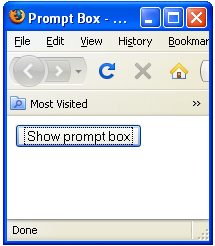 Prompt Box - ...
File Edit View History Bookmar
Most Visited »
Show prompt box
Done